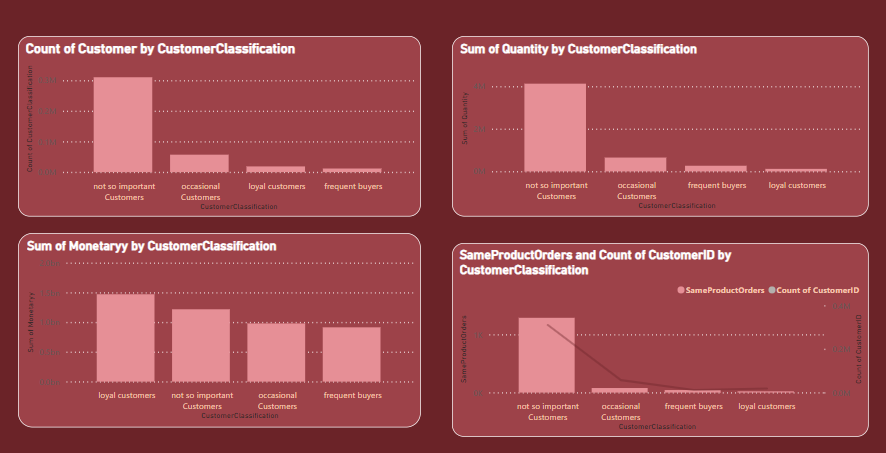 Count of Customer by CustomerClassification
Count of CustomerClassification
not so important
Customers
occasional
Customers
loyal customers
frequent buyers
CustomerClassification
Sum of Quantity by CustomerClassification
Sum of Quantity
not so important
Customers
occasional
Customers
frequent buyers
loyal customers
CustomerClassification
Sum of Monetaryy by CustomerClassification
Sum of Monetaryy
loyal customers
not so important
Customers
occasional
Customers
frequent buyers
CustomerClassification
SameProductOrders and Count of CustomerID by
CustomerClassification
SameProductOrders
Count of CustomerID
SameProductOrders
Count of CustomerID
not so important
Customers
occasional
Customers
frequent buyers
loyal customers
CustomerClassification